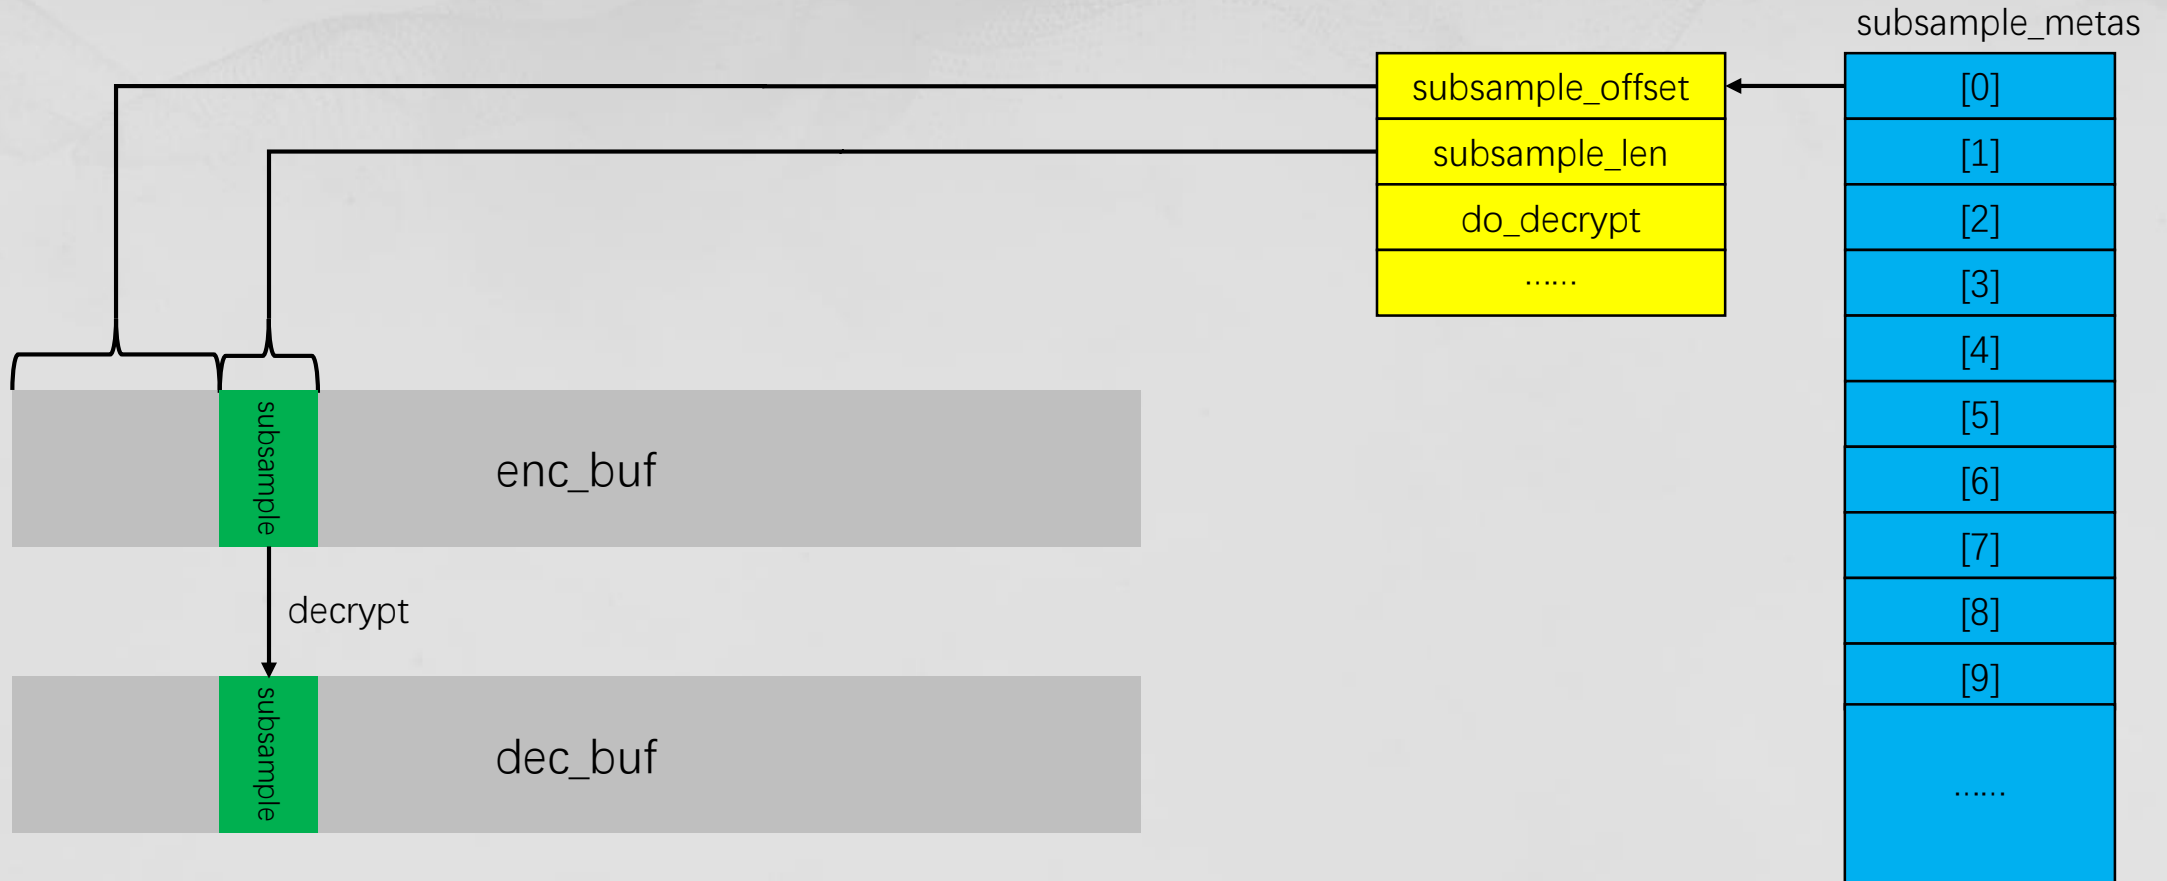 subsample_metas
subsample_offset
subsample_len
do_decrypt
......
[0]
[1]
[2]
[3]
[4]
[5]
[6]
[7]
[8]
[9]
......
subsample
enc_buf
decrypt
subsample
dec_buf